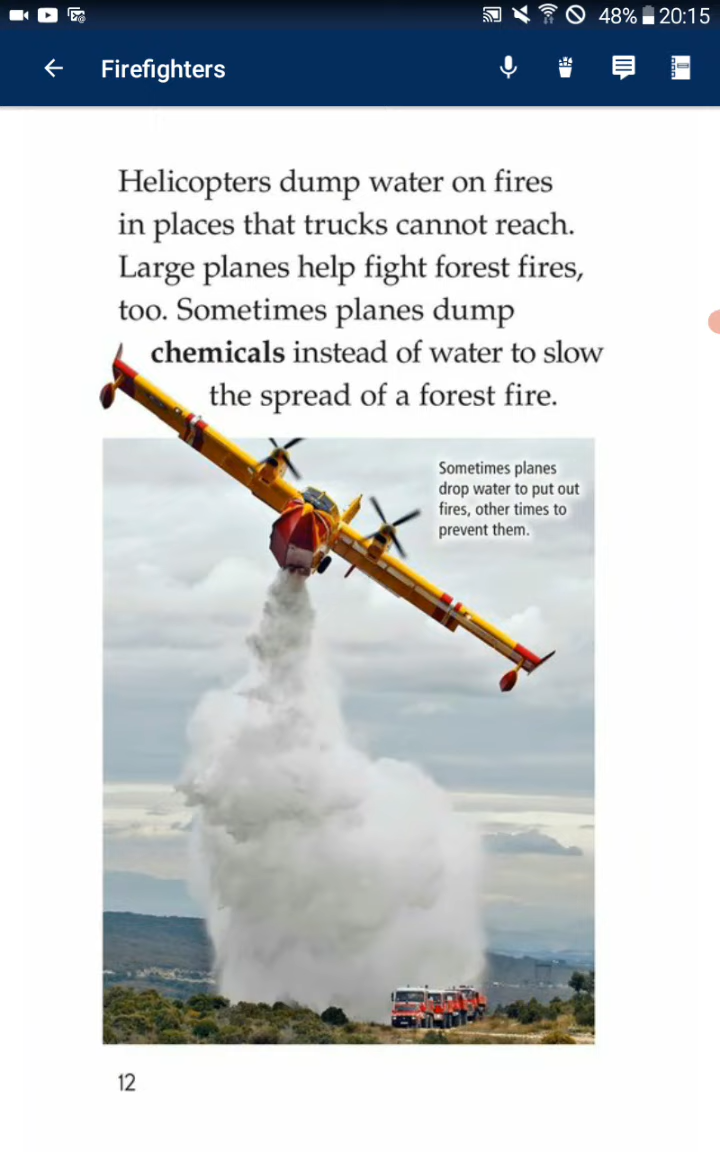 48% 20:15
Firefighters
Helicopters dump water on fires
in places that trucks cannot reach.
Large planes help fight forest fires,
too. Sometimes planes dump
chemicals instead of water to slow
the spread of a forest fire.
Sometimes planes
drop water to put out
fires, other times to
prevent them.
12